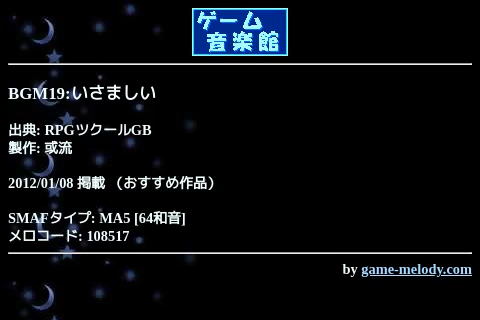 ゲーム
音楽館
BGM19:いさましい
出典: RPGツクールGB
製作: 或流
2012/01/08 掲載 （おすすめ作品）
SMAFタイプ: MA5 [64和音]
メロコード: 108517
by game-melody.com